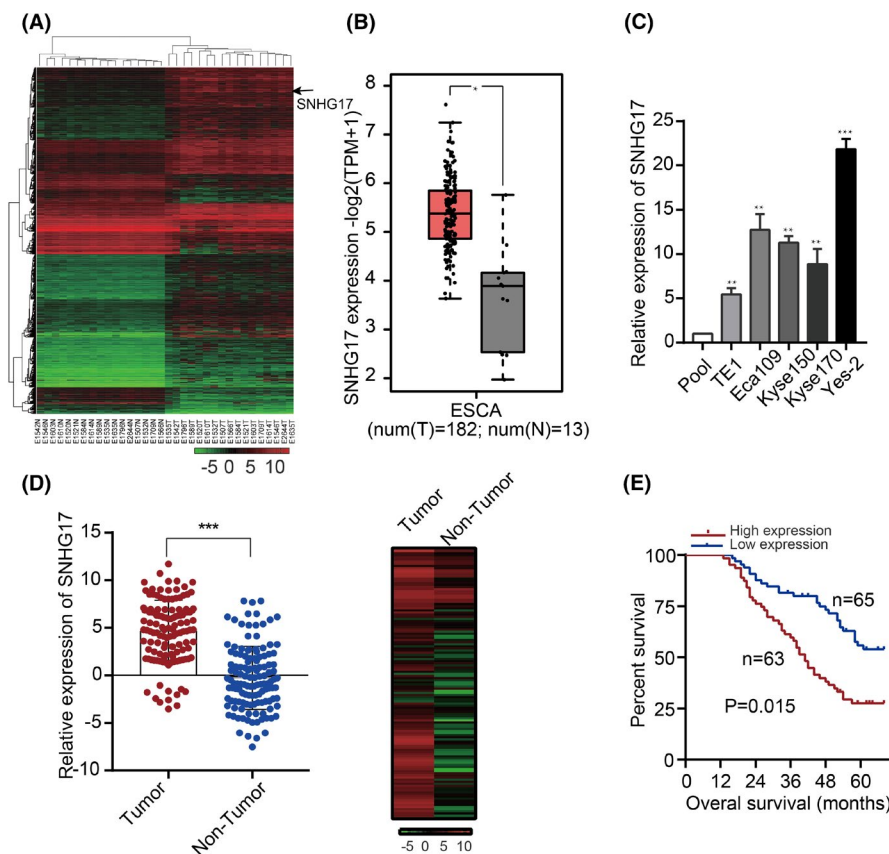 (A)
SNHG17
-5 0 5 10
(B)
SNHG17 expression -log2(TPM+1)
8
7
6
5
4
3
2
*
ESCA
(num(T)=182; num(N)=13)
(C)
Relative expression of SNHG17
25
20
15
10
5
0
**
**
**
**
***
Pool
TE1
Eca109
Kyse150
Kyse170
Yes-2
(D)
Relative expression of SNHG17
15
10
5
0
-5
-10
***
Tumor
Non-Tumor
Tumor
Non-Tumor
-5 0 5 10
(E)
High expression
Low expression
Percent survival
100
75
50
25
0
n=65
n=63
P=0.015
0 12 24 36 48 60
Overal survival (months)